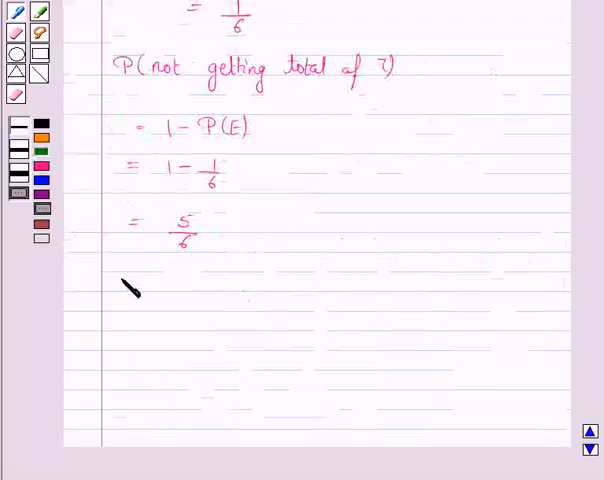 = 1/6
P(not getting total of 7)
= 1 - P(E)
= 1 - 1/6
= 5/6